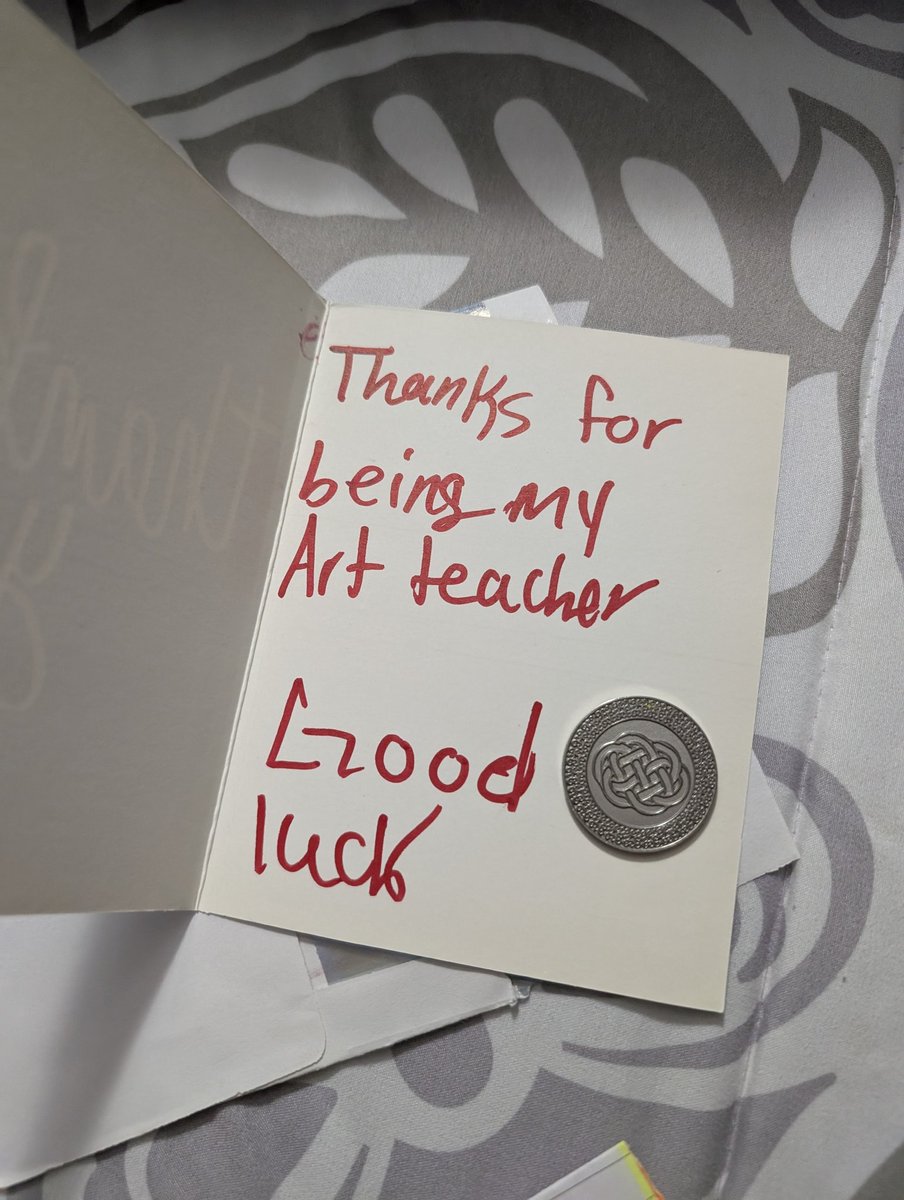 Thanks for
being my
Art teacher
Good
luck